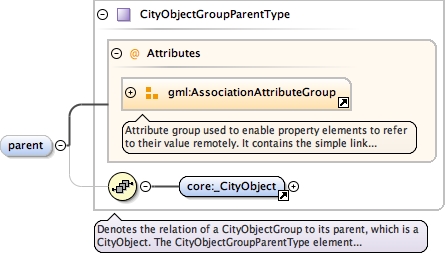 CityObjectGroupParentType
@ Attributes
gml:AssociationAttributeGroup
Attribute group used to enable property elements to refer
to their value remotely. It contains the simple link...
parent
core:_CityObject
Denotes the relation of a CityObjectGroup to its parent, which is a
CityObject. The CityObjectGroupParentType element...